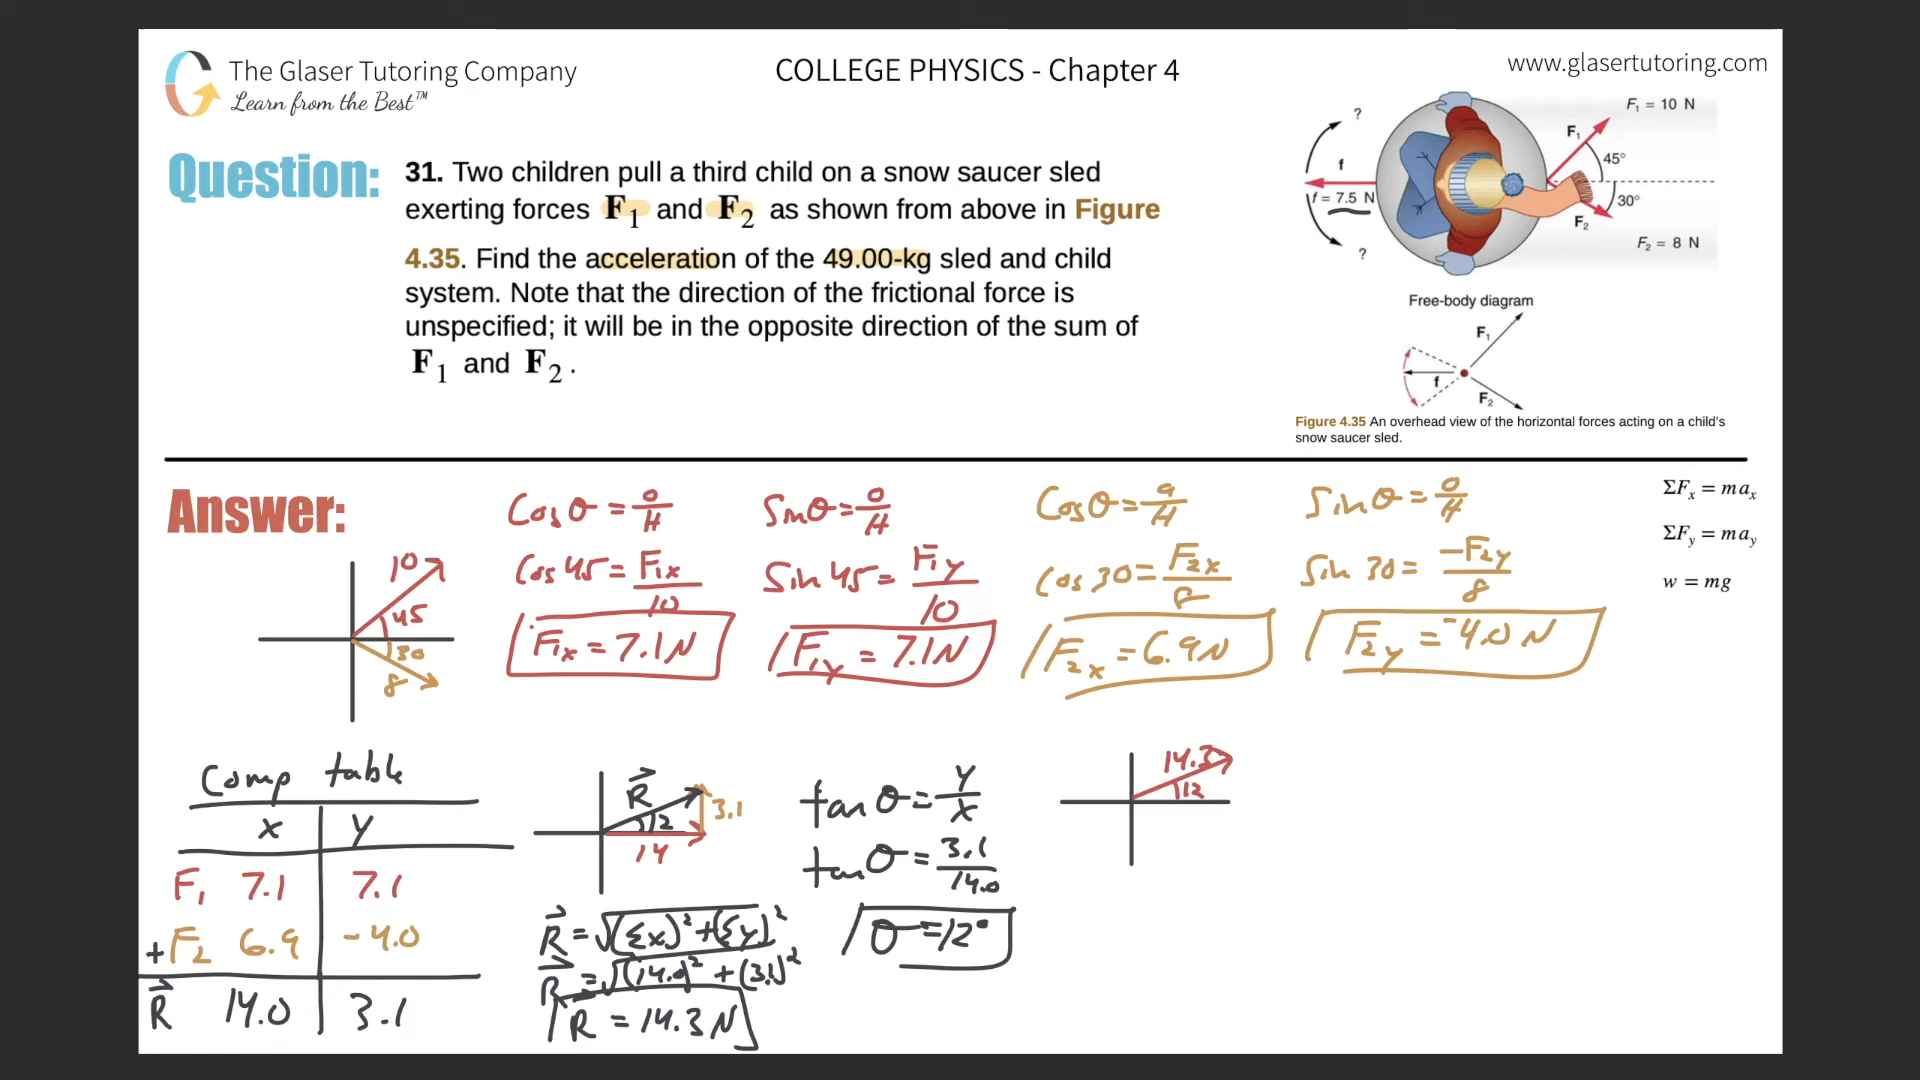 The Glaser Tutoring Company
Learn from the Best™
COLLEGE PHYSICS - Chapter 4
www.glasertutoring.com
Question:
31. Two children pull a third child on a snow saucer sled
exerting forces F₁ and F₂ as shown from above in Figure
4.35. Find the acceleration of the 49.00-kg sled and child
system. Note that the direction of the frictional force is
unspecified; it will be in the opposite direction of the sum of
F₁ and F₂.
F₁ = 10 N
?
F₁
45°
f
f = 7.5 N
30°
F₂
F₂ = 8 N
?
Free-body diagram
F₁
f
F₂
Figure 4.35 An overhead view of the horizontal forces acting on a child's
snow saucer sled.
Answer:
10
45
30
8
Cos θ = o/H
Cos 45 = F₁x/10
F₁x = 7.1 N
Sin θ = o/H
Sin 45 = F₁y/10
F₁y = 7.1 N
Cos θ = a/H
Cos 30 = F₂x/8
F₂x = 6.9 N
Sin θ = o/H
Sin 30 = -F₂y/8
F₂y = -4.0 N
ΣFₓ = maₓ
ΣFy = may
w = mg
Comp table
x y
F₁ 7.1 7.1
+F₂ 6.9 -4.0
R⃗ 14.0 3.1
R⃗
12
3.1
14
R⃗ = √(Σx)² + (Σy)²
R⃗ = √(14.0)² + (3.1)²
R = 14.3 N
tan θ = y/x
tan θ = 3.1/14.0
θ = 12°
14.3
12